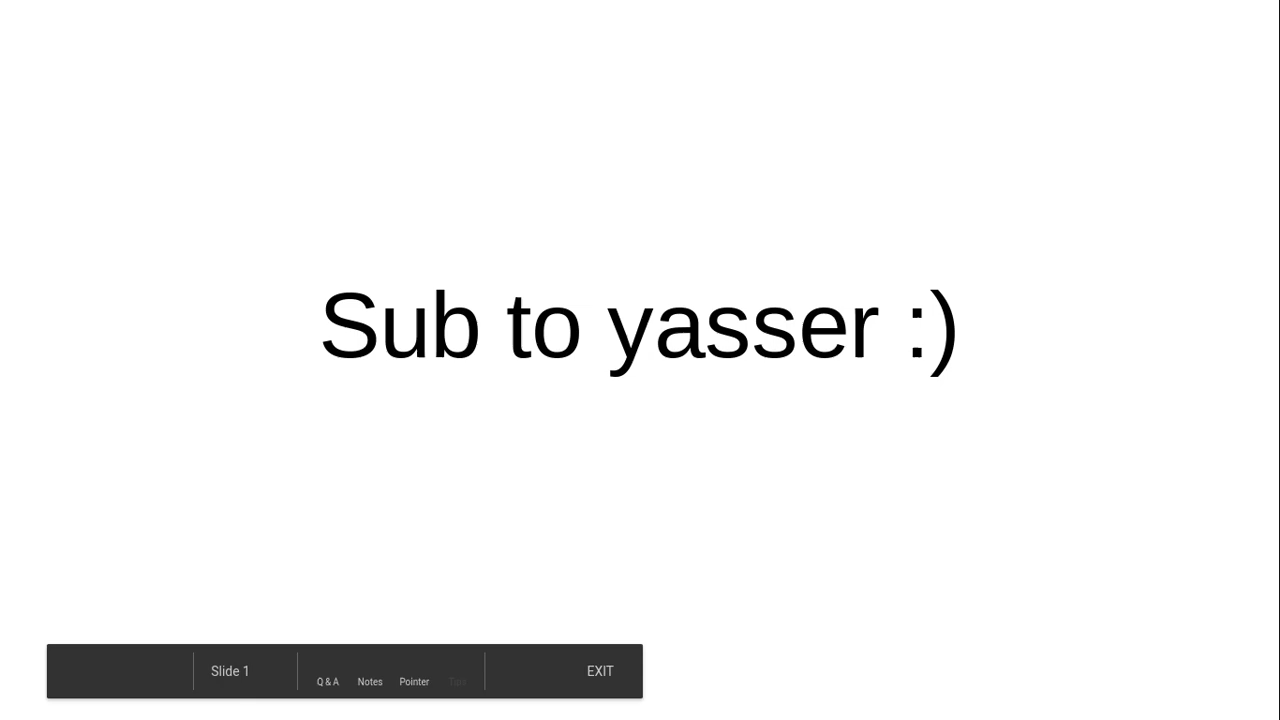 Sub to yasser :)
Slide 1
Q & A
Notes
Pointer
EXIT